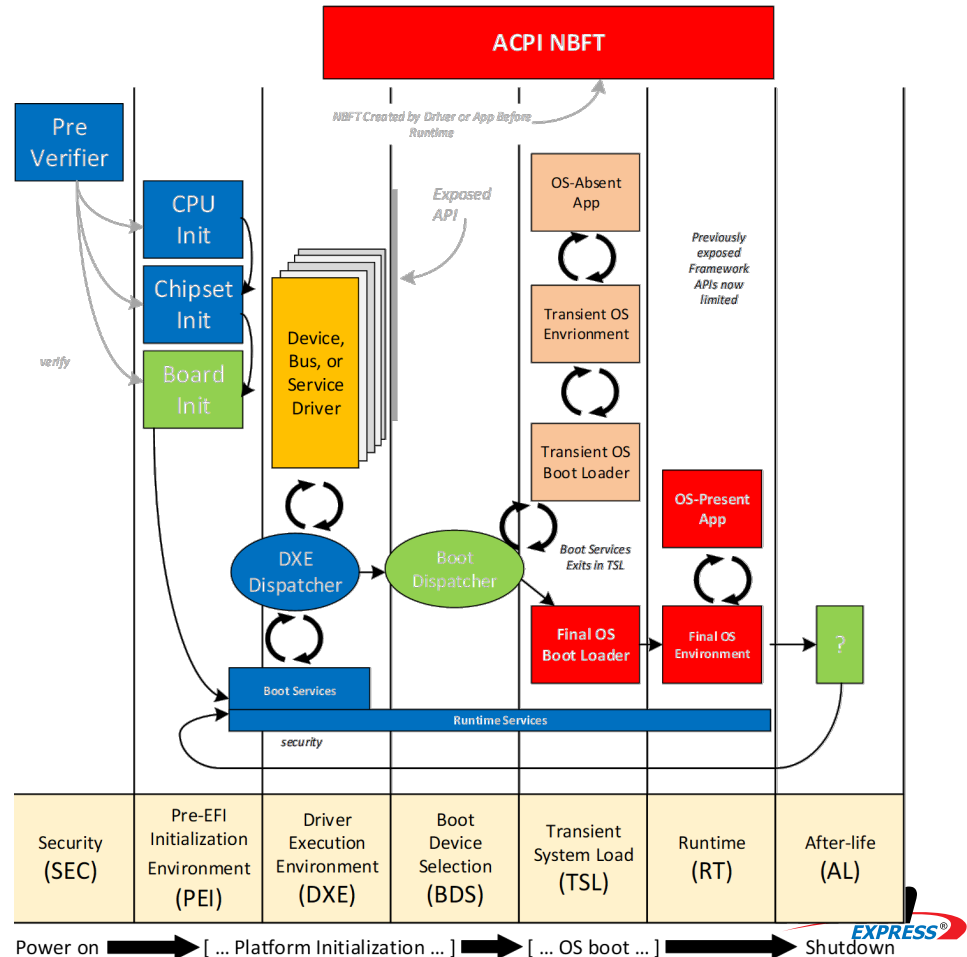 ACPI NBFT
NBFT Created by Driver or App Before
Runtime
Pre
Verifier
CPU
Init
Chipset
Init
Board
Init
verify
Exposed
API
Device,
Bus, or
Service
Driver
OS-Absent
App
Transient OS
Envrionment
Transient OS
Boot Loader
Previously
exposed
Framework
APIs now
limited
OS-Present
App
DXE
Dispatcher
Boot
Dispatcher
Boot Services
Exits in TSL
Final OS
Boot Loader
Final OS
Environment
?
Boot Services
Runtime Services
security
Security
(SEC)
Pre-EFI
Initialization
Environment
(PEI)
Driver
Execution
Environment
(DXE)
Boot
Device
Selection
(BDS)
Transient
System Load
(TSL)
Runtime
(RT)
After-life
(AL)
EXPRESS®
Power on [ ... Platform Initialization ... ] [ ... OS boot ... ] Shutdown